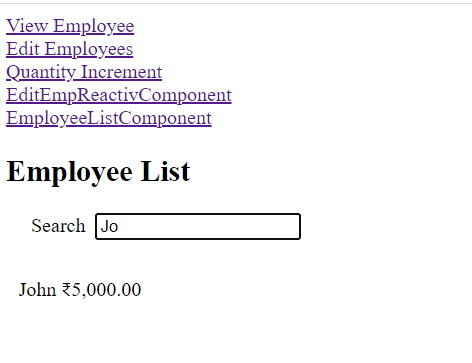 View Employee
Edit Employees
Quantity Increment
EditEmpReactivComponent
EmployeeListComponent
Employee List
Search Jo
John ₹5,000.00